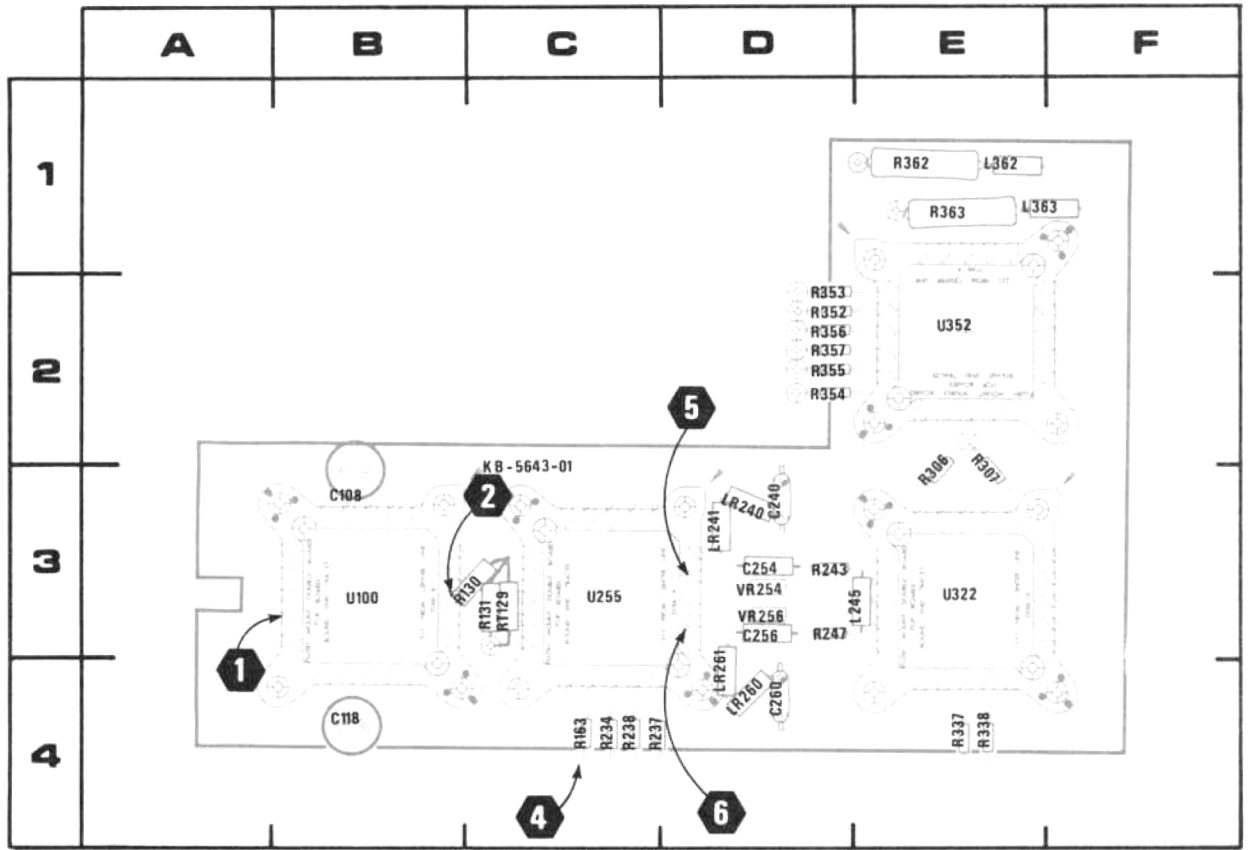 A B C D E F
1
R362 L362
R363 L363
2
R353
R352
R356
R357
R355
R354
U352
5
3
KB-5643-01
C108
2
R306 R307
LR240 C240
LR241
C254 R243
VR254
R130
R131
RT129
U100
U255
U322
L245
VR256
C256 R247
1
LR261
LR260
C260
4
C118
R163
R234
R238
R237
R337
R338
4
6